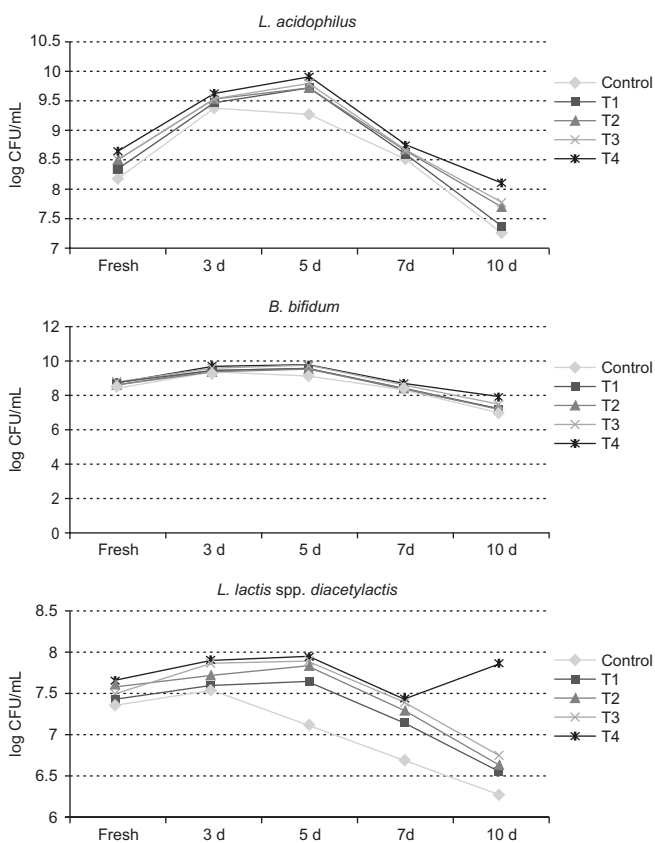 L. acidophilus
10.5
10
9.5
9
8.5
8
7.5
7
log CFU/mL
Fresh 3 d 5 d 7 d 10 d
Control
T1
T2
T3
T4
B. bifidum
12
10
8
6
4
2
0
log CFU/mL
Fresh 3 d 5 d 7d 10 d
Control
T1
T2
T3
T4
L. lactis spp. diacetylactis
8.5
8
7.5
7
6.5
6
log CFU/mL
Fresh 3 d 5 d 7d 10 d
Control
T1
T2
T3
T4